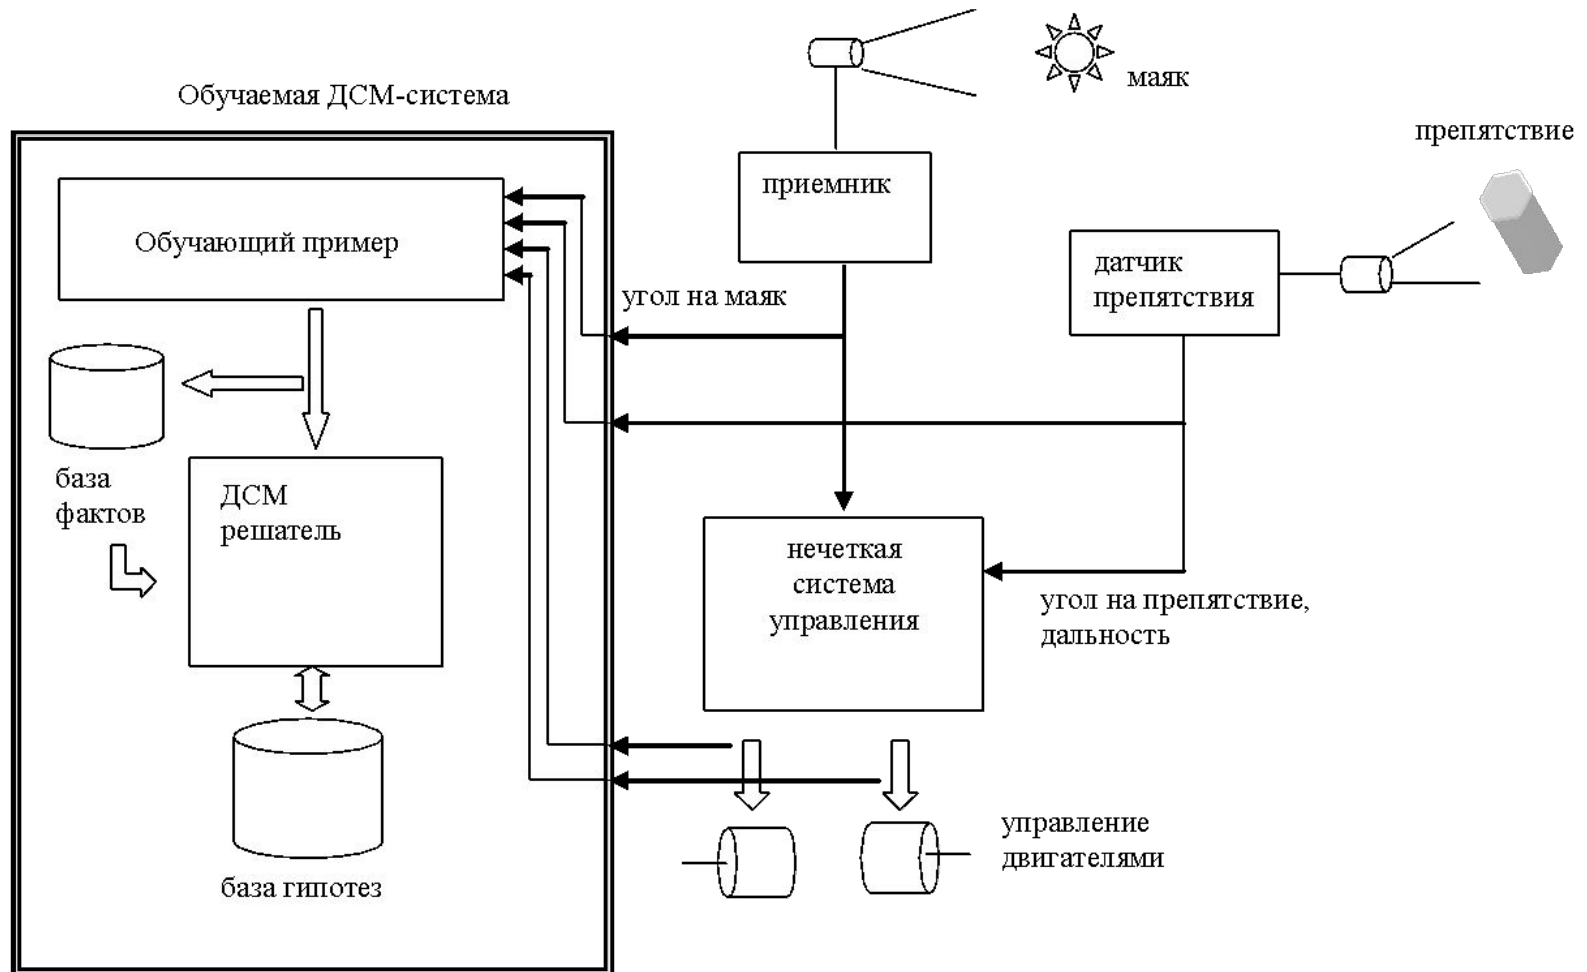 маяк
Обучаемая ДСМ-система
препятствие
приемник
Обучающий пример
датчик
препятствия
угол на маяк
база
фактов
ДСМ
решатель
нечеткая
система
управления
угол на препятствие,
дальность
управление
двигателями
база гипотез